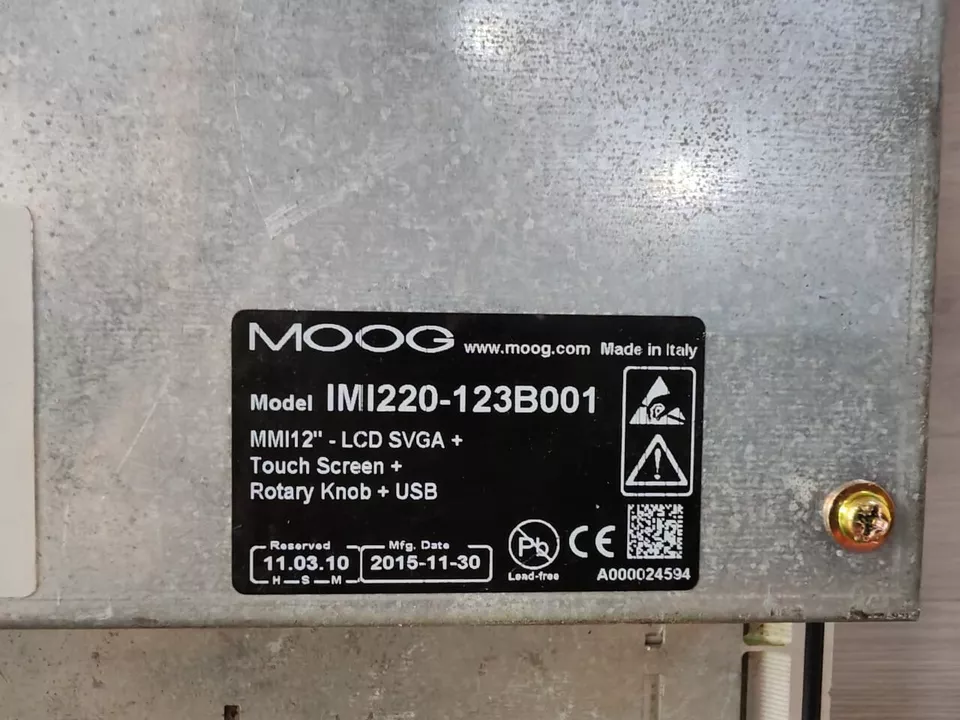 MOOG www.moog.com Made in Italy
Model IMI220-123B001
MMI12" - LCD SVGA +
Touch Screen +
Rotary Knob + USB
Reserved
11.03.10
H S M
Mfg. Date
2015-11-30
Pb
Lead-free
CE
A000024594